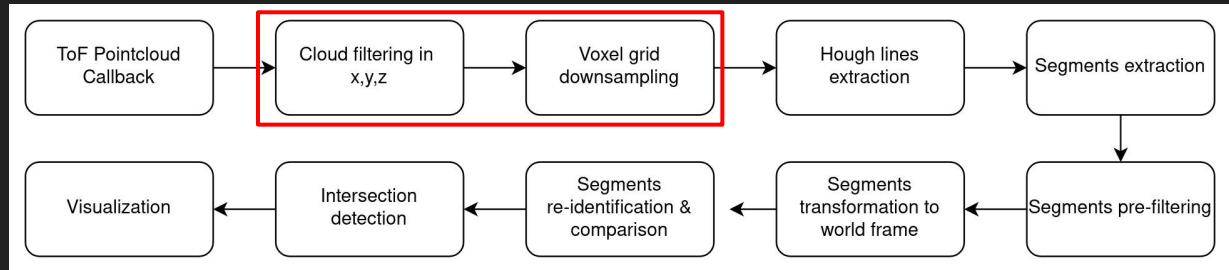 ToF Pointcloud
Callback
Cloud filtering in
x,y,z
Voxel grid
downsampling
Hough lines
extraction
Segments extraction
Segments pre-filtering
Segments
transformation to
world frame
Segments
re-identification &
comparison
Intersection
detection
Visualization